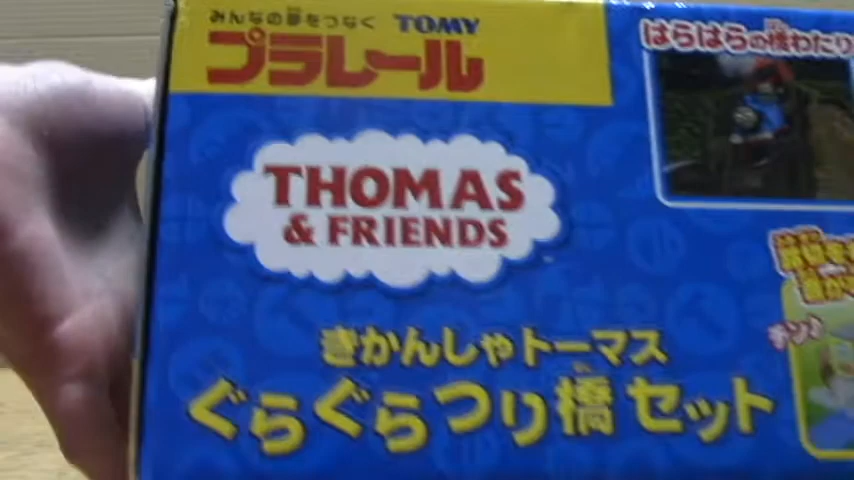 みんなの夢をつなぐ TOMY
プラレール
はらはらの橋わたり
THOMAS
& FRIENDS
チン♪
きかんしゃトーマス
ぐらぐらつり橋セット